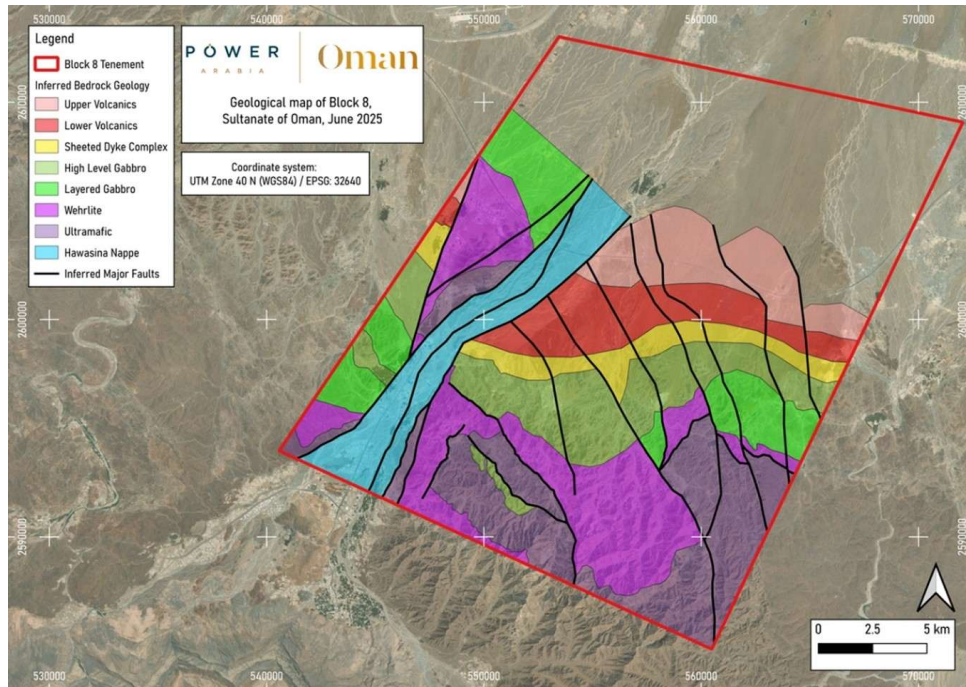 530000
540000
550000
560000
570000
Legend
Block 8 Tenement
Inferred Bedrock Geology
Upper Volcanics
Lower Volcanics
Sheeted Dyke Complex
High Level Gabbro
Layered Gabbro
Wehrlite
Ultramafic
Hawasina Nappe
Inferred Major Faults
POWER
ARABIA
Oman
Geological map of Block 8,
Sultanate of Oman, June 2025
Coordinate system:
UTM Zone 40 N (WGS84) / EPSG: 32640
2610000
2610000
2600000
2600000
2590000
2590000
0 2.5 5 km
530000
540000
550000
560000
570000